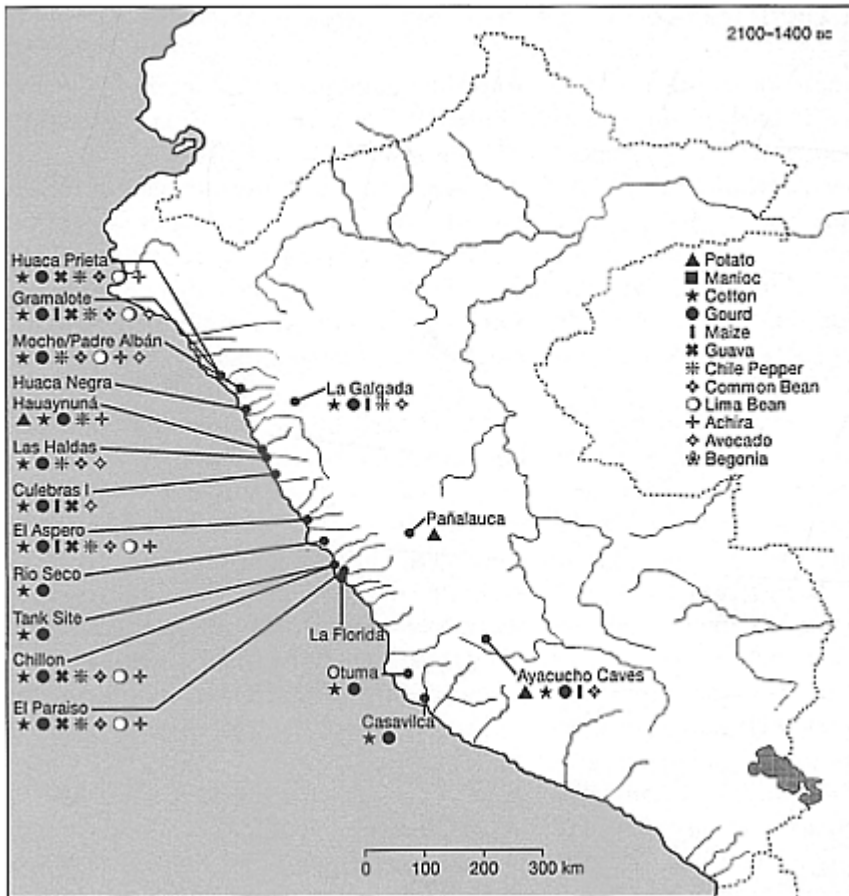 2100–1400 BC
Huaca Prieta
Gramalote
Moche/Padre Albán
Huaca Negra
Hauaynuná
Las Haldas
Culebras I
El Aspero
Rio Seco
Tank Site
Chillon
El Paraiso
La Galgada
Pañalauca
La Florida
Otuma
Casavilca
Ayacucho Caves
Potato
Manioc
Cotton
Gourd
Maize
Guava
Chile Pepper
Common Bean
Lima Bean
Achira
Avocado
Begonia
0 100 200 300 km